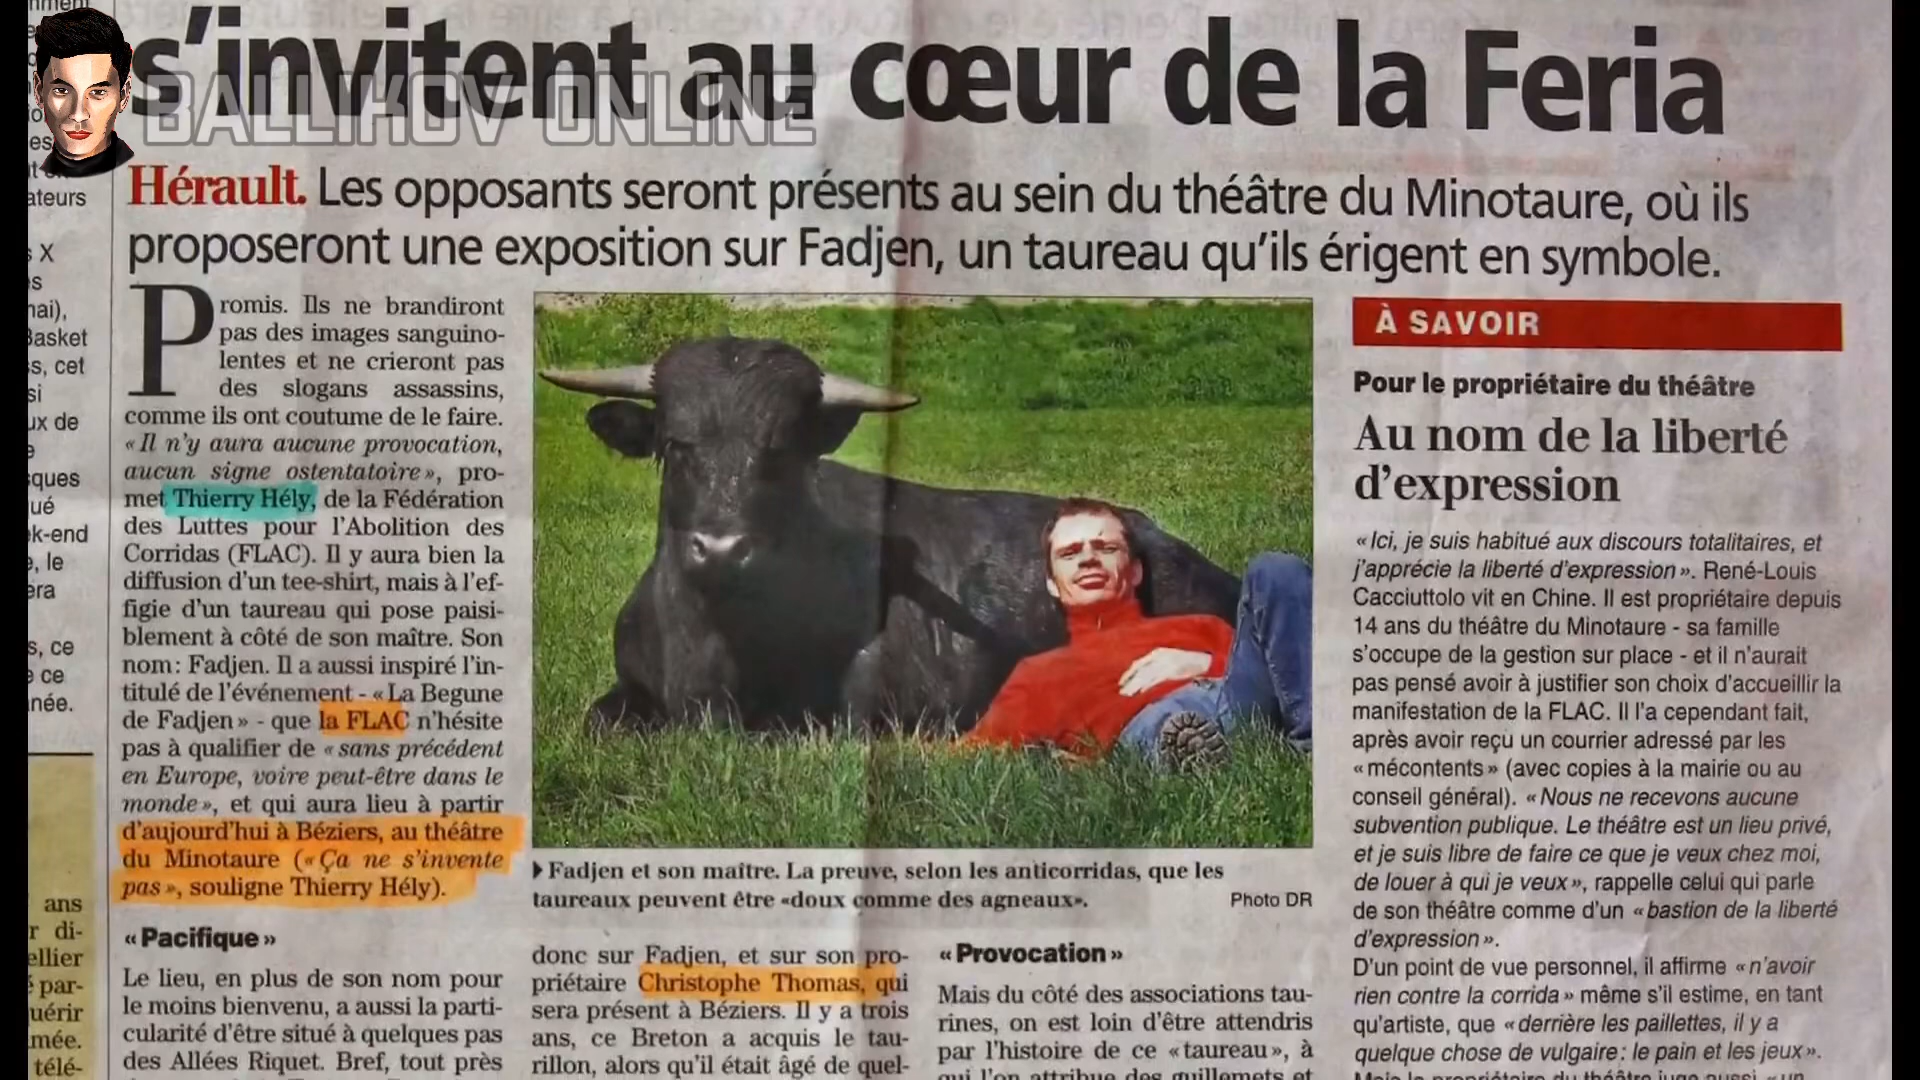 s'invitent au cœur de la Feria
BALLIKOV ONLINE
Hérault. Les opposants seront présents au sein du théâtre du Minotaure, où ils
proposeront une exposition sur Fadjen, un taureau qu'ils érigent en symbole.
Promis. Ils ne brandiront
pas des images sanguino-
lentes et ne crieront pas
des slogans assassins,
comme ils ont coutume de le faire.
«Il n'y aura aucune provocation,
aucun signe ostentatoire», pro-
met Thierry Hély, de la Fédération
des Luttes pour l'Abolition des
Corridas (FLAC). Il y aura bien la
diffusion d'un tee-shirt, mais à l'ef-
figie d'un taureau qui pose paisi-
blement à côté de son maître. Son
nom: Fadjen. Il a aussi inspiré l'in-
titulé de l'événement - «La Begune
de Fadjen» - que la FLAC n'hésite
pas à qualifier de «sans précédent
en Europe, voire peut-être dans le
monde», et qui aura lieu à partir
d'aujourd'hui à Béziers, au théâtre
du Minotaure («Ça ne s'invente
pas», souligne Thierry Hély).
«Pacifique»
Le lieu, en plus de son nom pour
le moins bienvenu, a aussi la parti-
cularité d'être situé à quelques pas
des Allées Riquet. Bref, tout près
Fadjen et son maître. La preuve, selon les anticorridas, que les
taureaux peuvent être «doux comme des agneaux».
Photo DR
donc sur Fadjen, et sur son pro-
priétaire Christophe Thomas, qui
sera présent à Béziers. Il y a trois
ans, ce Breton a acquis le tau-
rillon, alors qu'il était âgé de quel-
«Provocation»
Mais du côté des associations tau-
rines, on est loin d'être attendris
par l'histoire de ce «taureau», à
qui l'on attribue des guillemets et
À SAVOIR
Pour le propriétaire du théâtre
Au nom de la liberté
d'expression
«Ici, je suis habitué aux discours totalitaires, et
j'apprécie la liberté d'expression». René-Louis
Cacciuttolo vit en Chine. Il est propriétaire depuis
14 ans du théâtre du Minotaure - sa famille
s'occupe de la gestion sur place - et il n'aurait
pas pensé avoir à justifier son choix d'accueillir la
manifestation de la FLAC. Il l'a cependant fait,
après avoir reçu un courrier adressé par les
«mécontents» (avec copies à la mairie ou au
conseil général). «Nous ne recevons aucune
subvention publique. Le théâtre est un lieu privé,
et je suis libre de faire ce que je veux chez moi,
de louer à qui je veux», rappelle celui qui parle
de son théâtre comme d'un «bastion de la liberté
d'expression».
D'un point de vue personnel, il affirme «n'avoir
rien contre la corrida» même s'il estime, en tant
qu'artiste, que «derrière les paillettes, il y a
quelque chose de vulgaire: le pain et les jeux».